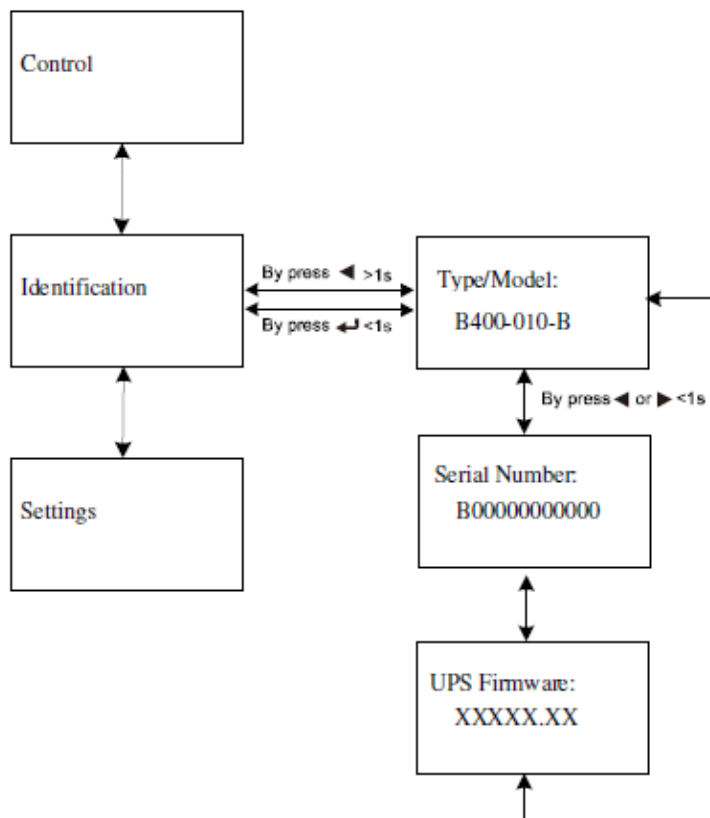 Control
Identification
By press ◀ >1s
By press ↵ <1s
Type/Model:
B400-010-B
By press ◀ or ▶ <1s
Settings
Serial Number:
B00000000000
UPS Firmware:
XXXXX.XX